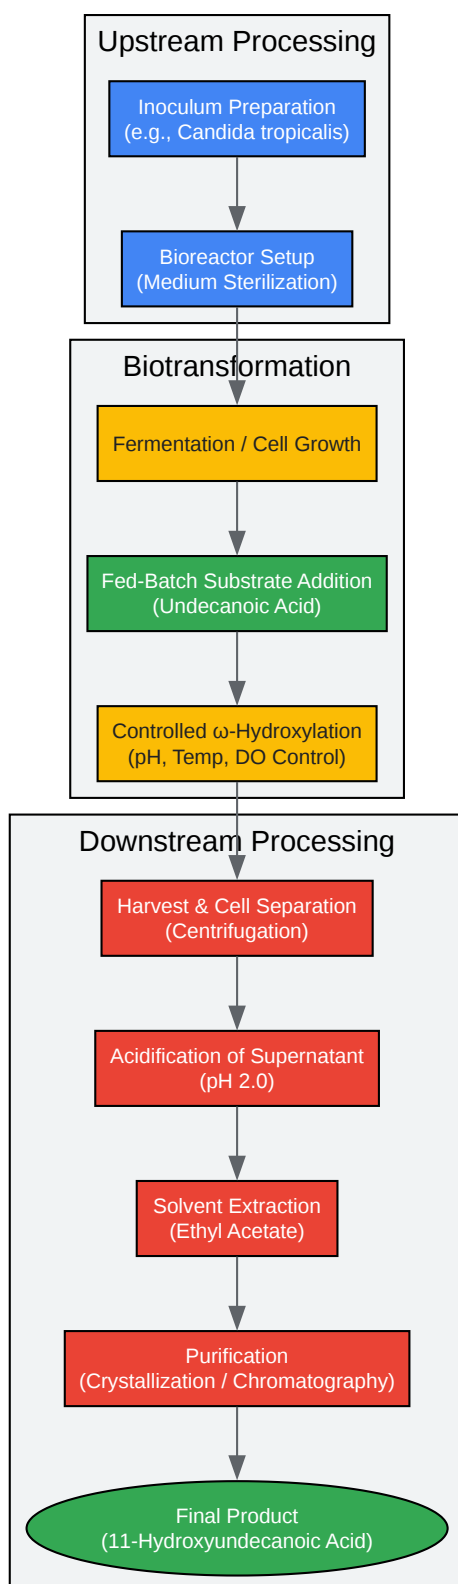 Upstream Processing
Inoculum Preparation
(e.g., Candida tropicalis)
Bioreactor Setup
(Medium Sterilization)
Biotransformation
Fermentation / Cell Growth
Fed-Batch Substrate Addition
(Undecanoic Acid)
Controlled ω-Hydroxylation
(pH, Temp, DO Control)
Downstream Processing
Harvest & Cell Separation
(Centrifugation)
Acidification of Supernatant
(pH 2.0)
Solvent Extraction
(Ethyl Acetate)
Purification
(Crystallization / Chromatography)
Final Product
(11-Hydroxyundecanoic Acid)